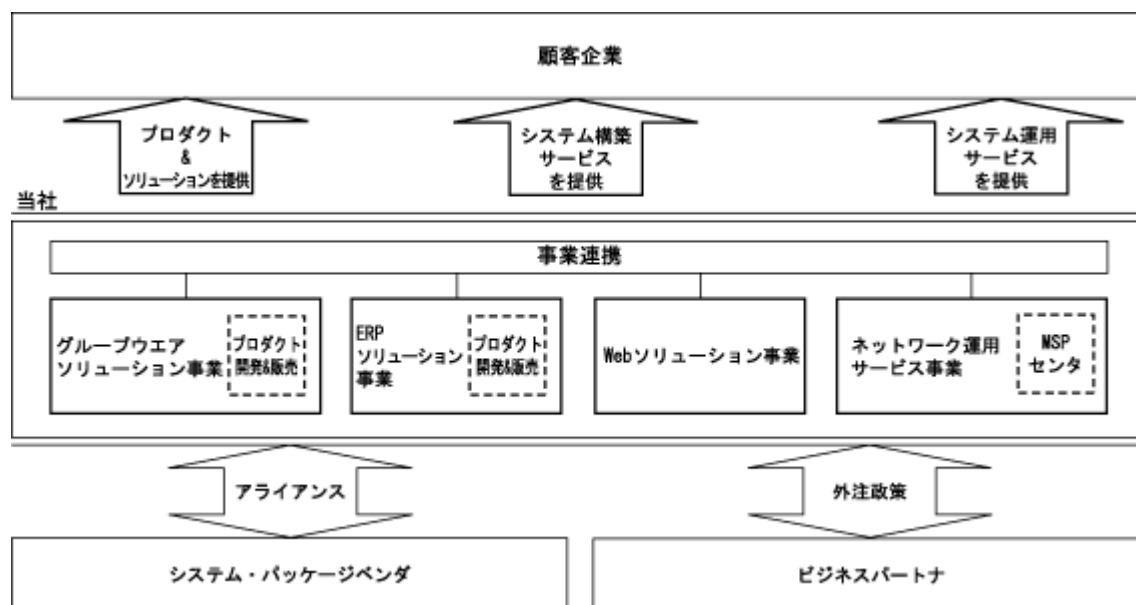 顧客企業
プロダクト
&
ソリューションを提供
システム構築
サービス
を提供
システム運用
サービス
を提供
当社
事業連携
グループウエア
ソリューション事業
プロダクト
開発&販売
ERP
ソリューション
事業
プロダクト
開発&販売
Webソリューション事業
ネットワーク運用
サービス事業
MSP
センタ
アライアンス
外注政策
システム・パッケージベンダ
ビジネスパートナ